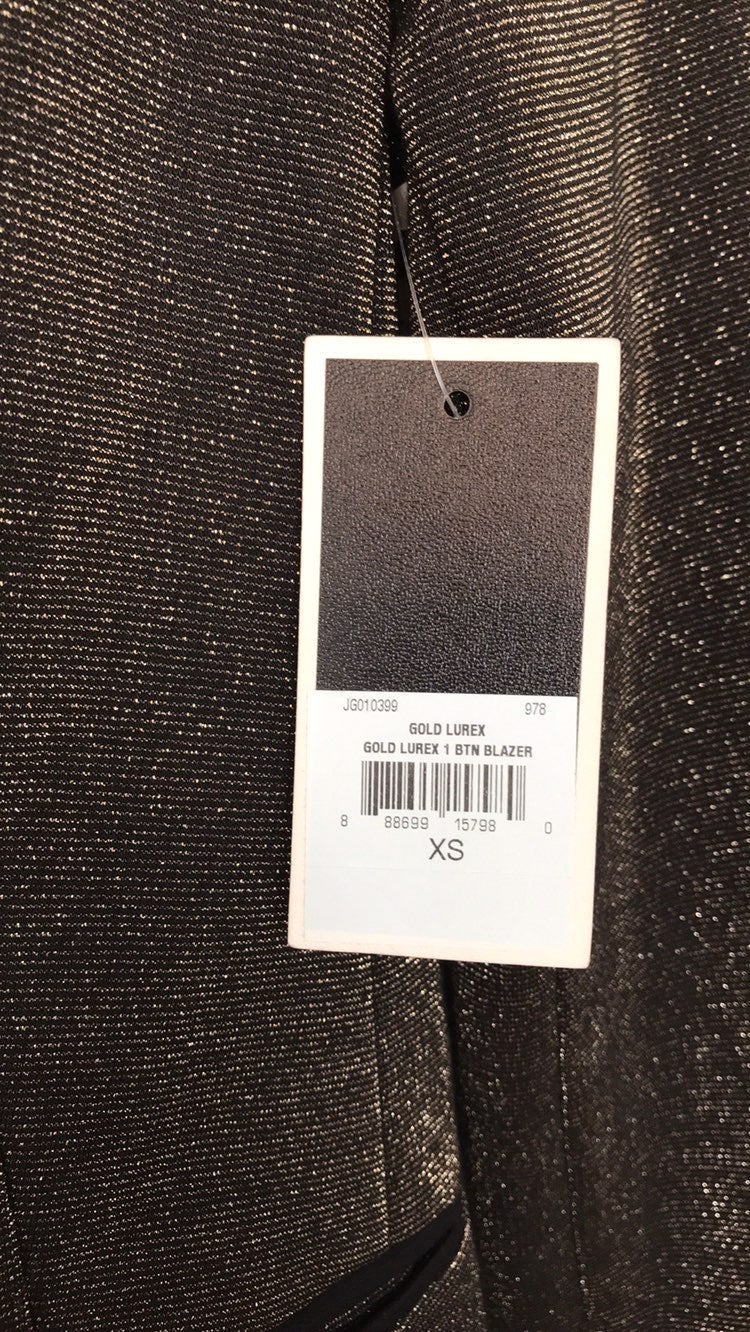 JG010399 978
GOLD LUREX
GOLD LUREX 1 BTN BLAZER
8 88699 15798 0
XS